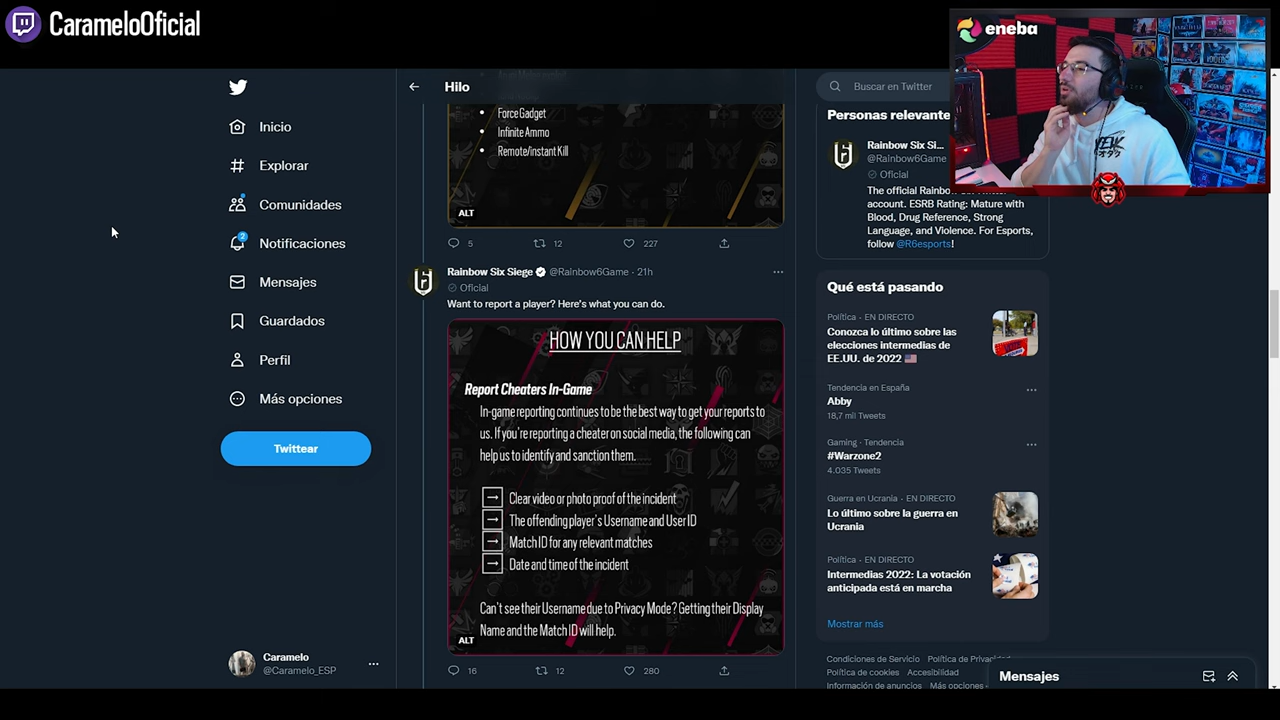 CarameloOficial
eneba
Inicio
Explorar
Comunidades
2
Notificaciones
Mensajes
Guardados
Perfil
Más opciones
Twittear
Caramelo
@Caramelo_ESP
Hilo
Force Gadget
Infinite Ammo
Remote/instant Kill
ALT
5
12
227
Rainbow Six Siege @Rainbow6Game · 21h
Oficial
Want to report a player? Here's what you can do.
HOW YOU CAN HELP
Report Cheaters In-Game
In-game reporting continues to be the best way to get your reports to
us. If you're reporting a cheater on social media, the following can
help us to identify and sanction them.
Clear video or photo proof of the incident
The offending player's Username and User ID
Match ID for any relevant matches
Date and time of the incident
Can't see their Username due to Privacy Mode? Getting their Display
Name and the Match ID will help.
ALT
16
12
280
Buscar en Twitter
Personas relevante
Rainbow Six Si...
@Rainbow6Game
Oficial
The official Rainbow
account. ESRB Rating: Mature with
Blood, Drug Reference, Strong
Language, and Violence. For Esports,
follow @R6esports!
Qué está pasando
Política · EN DIRECTO
Conozca lo último sobre las
elecciones intermedias de
EE.UU. de 2022
Tendencia en España
Abby
18,7 mil Tweets
Gaming · Tendencia
#Warzone2
4.035 Tweets
Guerra en Ucrania · EN DIRECTO
Lo último sobre la guerra en
Ucrania
Política · EN DIRECTO
Intermedias 2022: La votación
anticipada está en marcha
Mostrar más
Condiciones de Servicio Política de Privacidad
Política de cookies Accesibilidad
Información de anuncios Más opciones
Mensajes